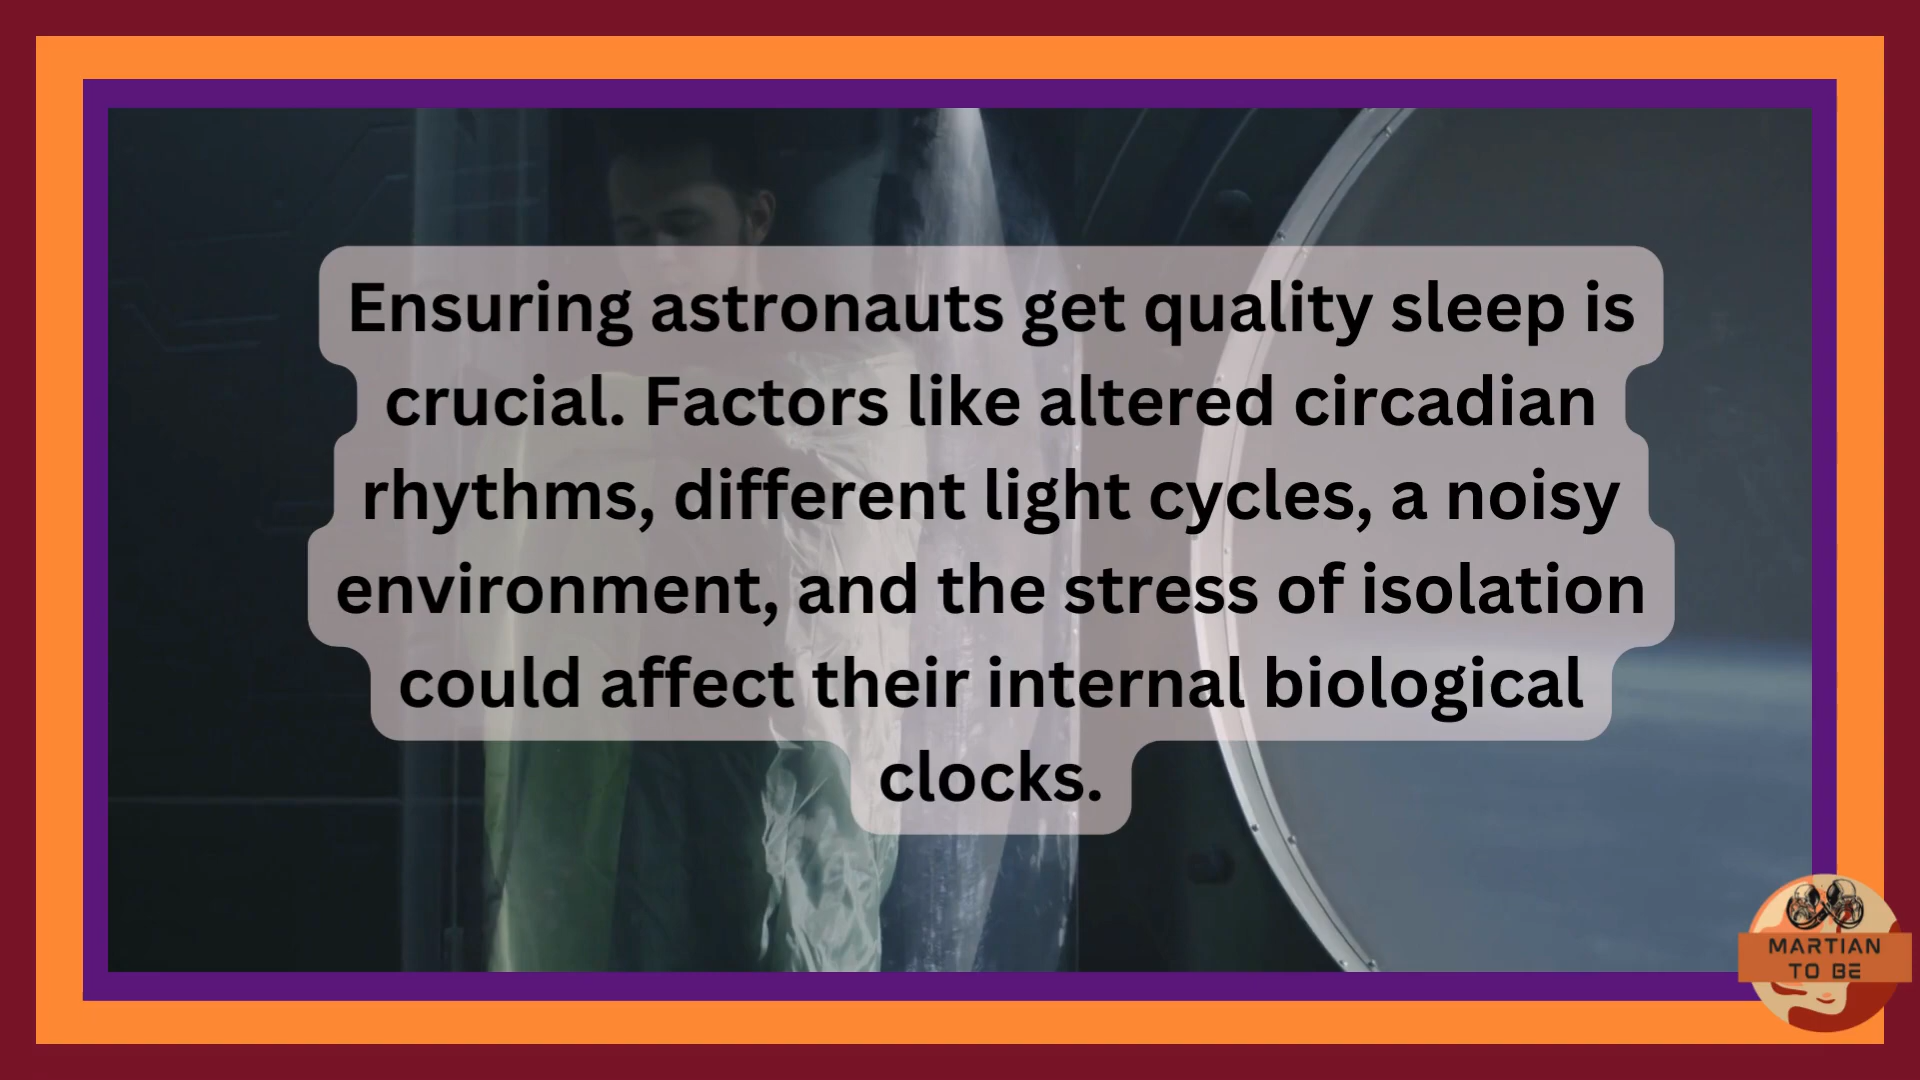 Ensuring astronauts get quality sleep is
crucial. Factors like altered circadian
rhythms, different light cycles, a noisy
environment, and the stress of isolation
could affect their internal biological
clocks.
MARTIAN
TO BE